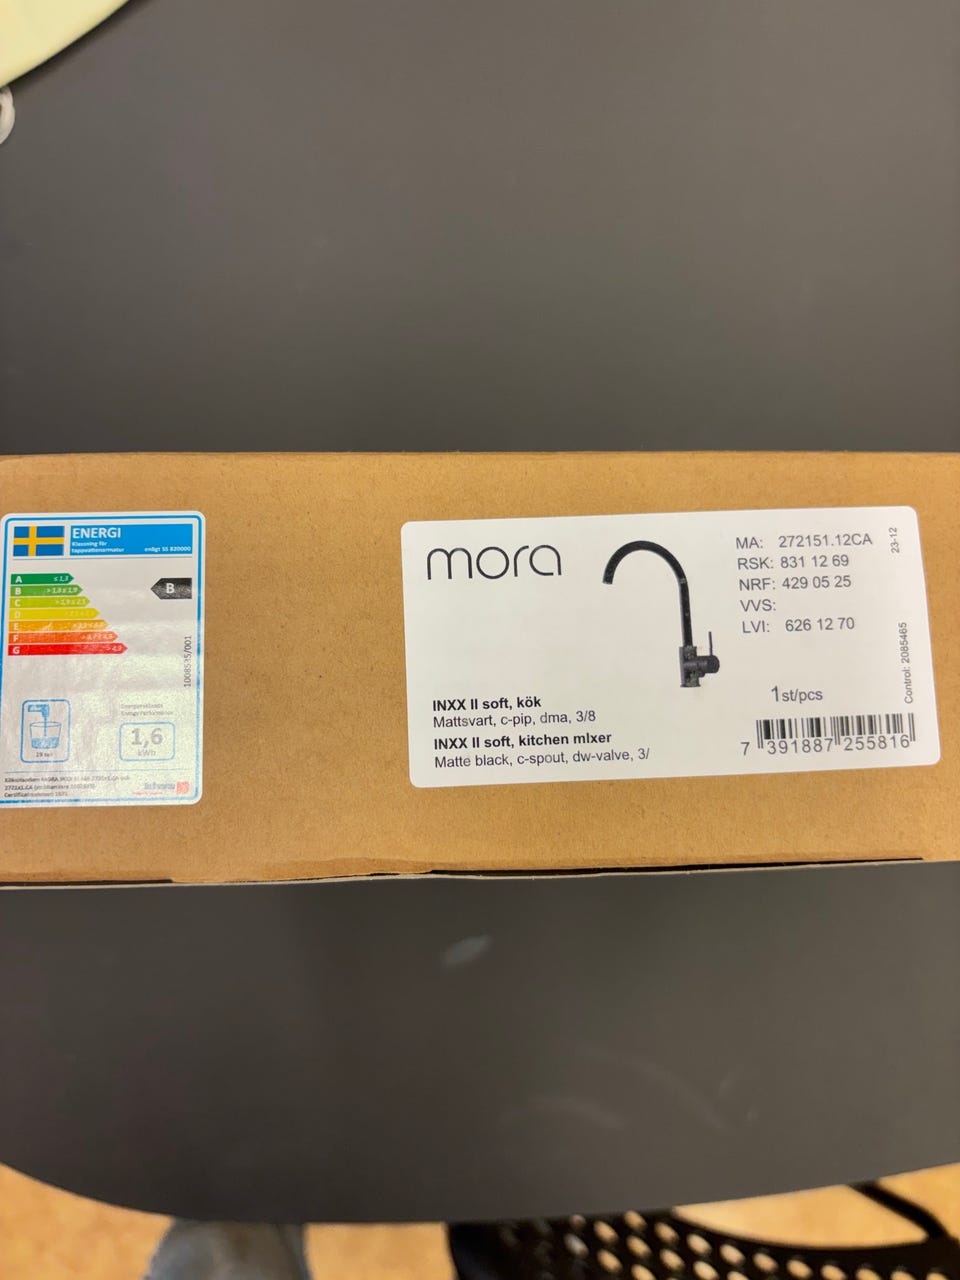 ENERGI
Klassning för
tappvattenarmatur enligt SS 820000
A ≤ 1,3
B
C
D
E
F
G
B
1,6
kWh
mora
INXX II soft, kök
Mattsvart, c-pip, dma, 3/8
INXX II soft, kitchen mixer
Matte black, c-spout, dw-valve, 3/
MA: 272151.12CA
RSK: 831 12 69
NRF: 429 05 25
VVS:
LVI: 626 12 70
1st/pcs
23-12
Control: 2085465
7 391887 255816